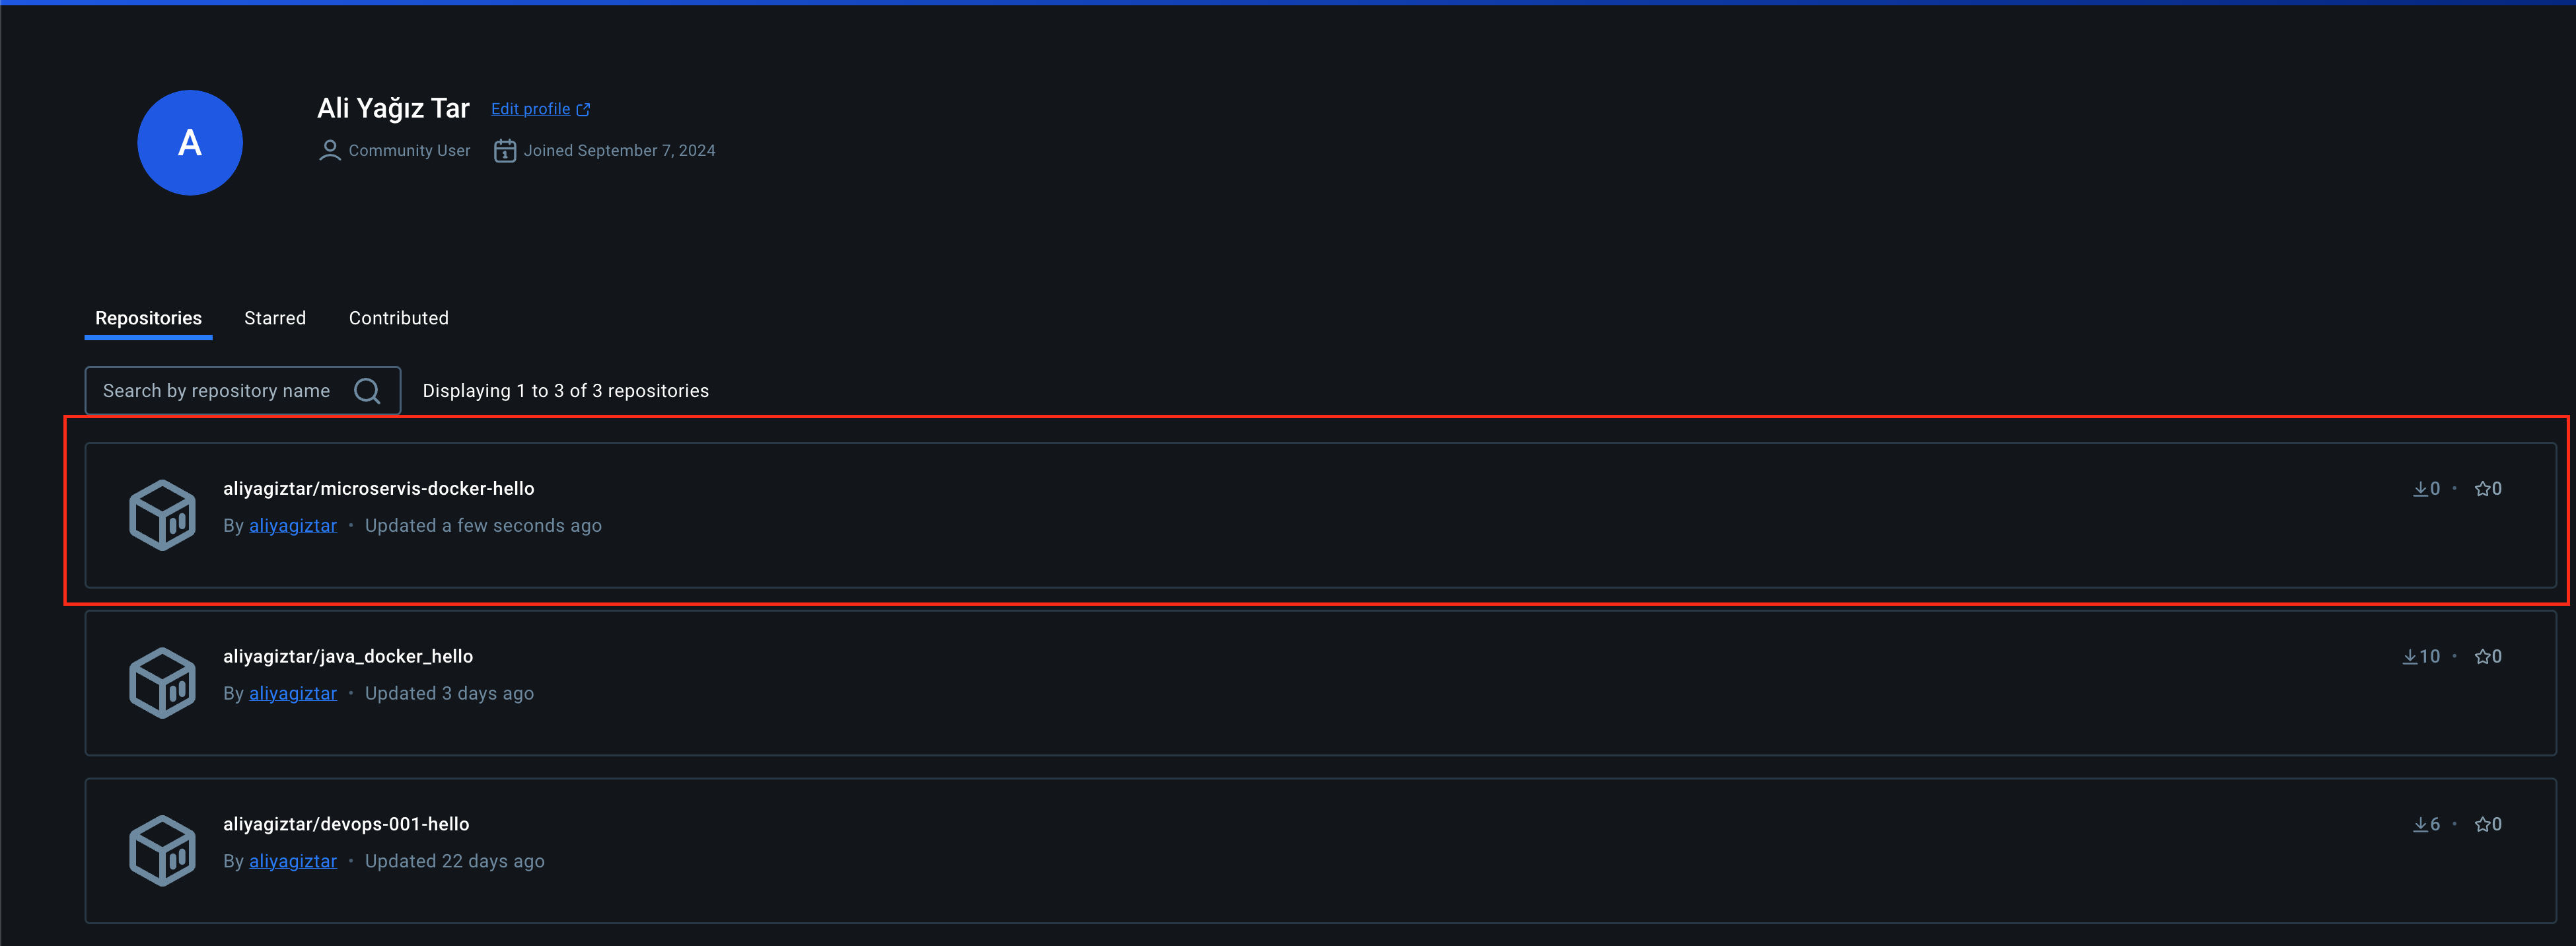 A
Ali Yağız Tar Edit profile
Community User 1 Joined September 7, 2024
Repositories Starred Contributed
Search by repository name Displaying 1 to 3 of 3 repositories
aliyagiztar/microservis-docker-hello 0 • 0
By aliyagiztar • Updated a few seconds ago
aliyagiztar/java_docker_hello 10 • 0
By aliyagiztar • Updated 3 days ago
aliyagiztar/devops-001-hello 6 • 0
By aliyagiztar • Updated 22 days ago